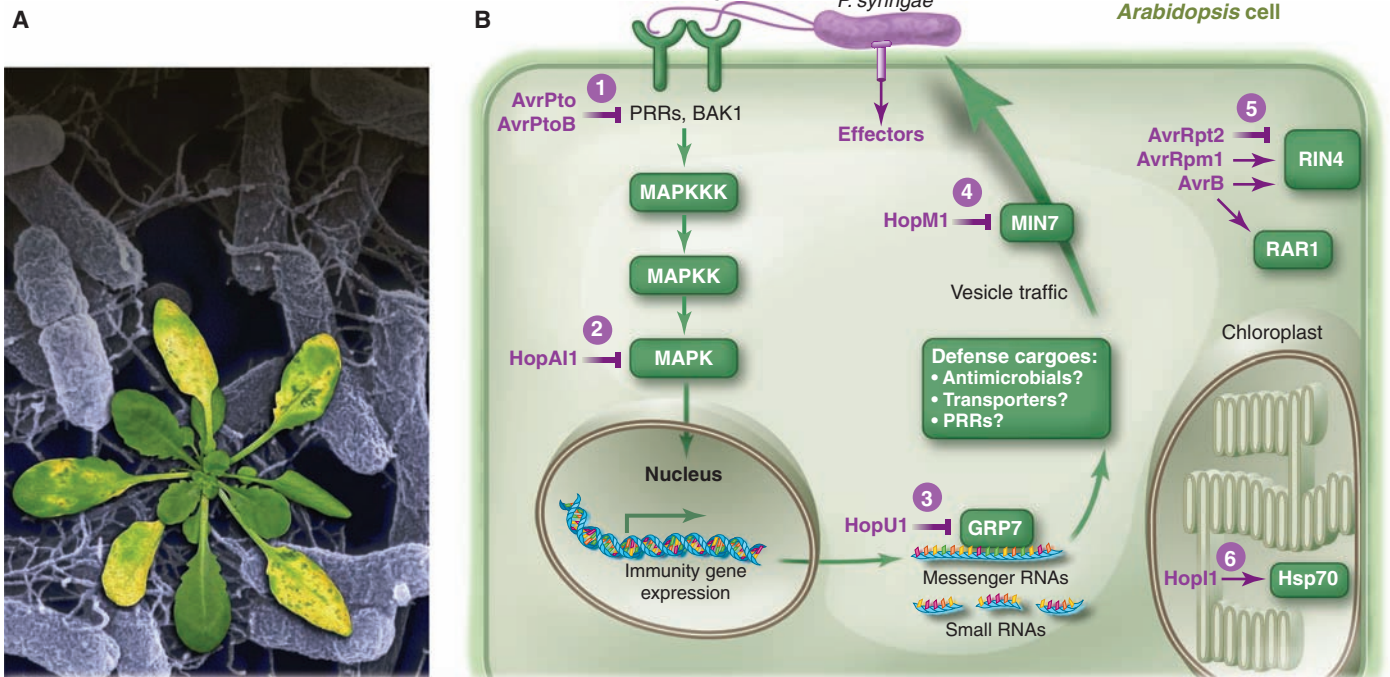 A
B
P. syringae
Arabidopsis cell
1
AvrPto
AvrPtoB
PRRs, BAK1
Effectors
MAPKKK
MAPKK
2
HopAI1
MAPK
Nucleus
Immunity gene
expression
3
HopU1
GRP7
Messenger RNAs
Small RNAs
Defense cargoes:
• Antimicrobials?
• Transporters?
• PRRs?
Vesicle traffic
4
HopM1
MIN7
5
AvrRpt2
AvrRpm1
AvrB
RIN4
RAR1
Chloroplast
6
HopI1
Hsp70